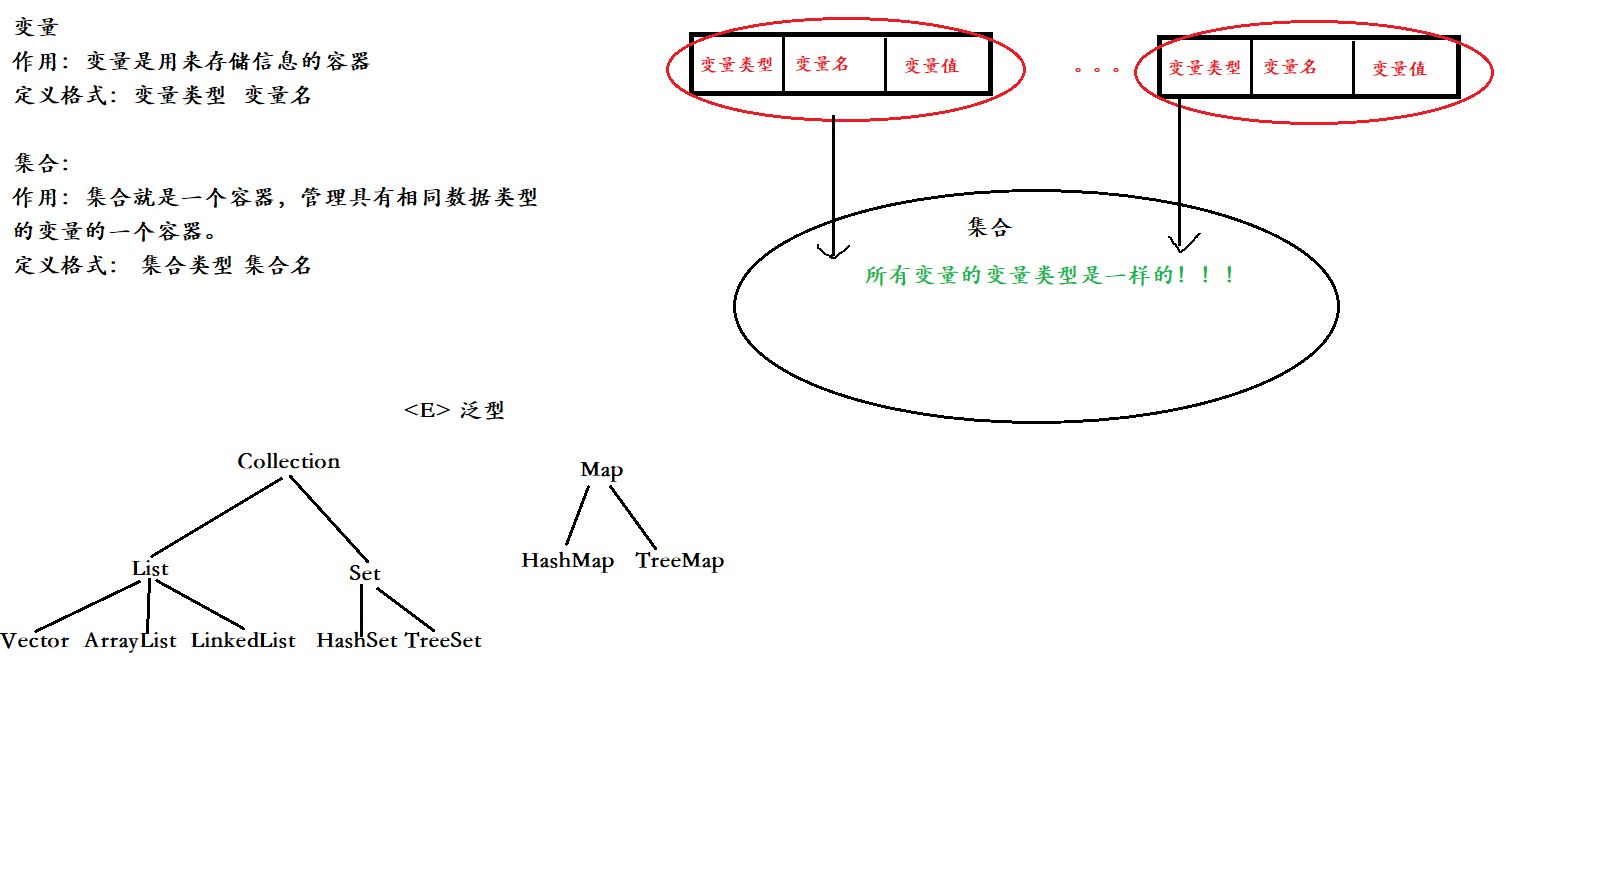 变量
作用：变量是用来存储信息的容器
定义格式：变量类型 变量名
集合：
作用：集合就是一个容器，管理具有相同数据类型
的变量的一个容器。
定义格式： 集合类型 集合名
变量类型 变量名 变量值 。。。 变量类型 变量名 变量值
集合
所有变量的变量类型是一样的！！！
<E> 泛型
Collection
Map
List
Set
HashMap TreeMap
Vector ArrayList LinkedList HashSet TreeSet